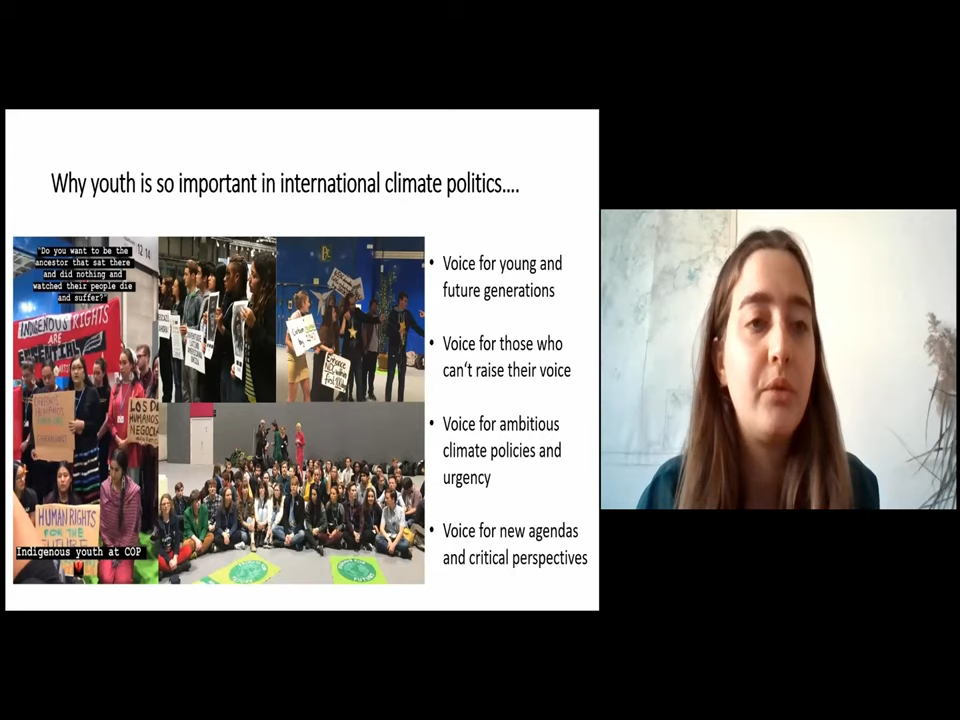 Why youth is so important in international climate politics....
"Do you want to be the
ancestor that sat there
and did nothing and
watched their people die
and suffer?"
12 14
INDIGENOUS RIGHTS
ARE
ESSENTIAL
LOS D
HUMANOS
NEGOCIA
HUMAN RIGHTS
FOR THE
FUTURE
Indigenous youth at COP
• Voice for young and
future generations
• Voice for those who
can't raise their voice
• Voice for ambitious
climate policies and
urgency
• Voice for new agendas
and critical perspectives